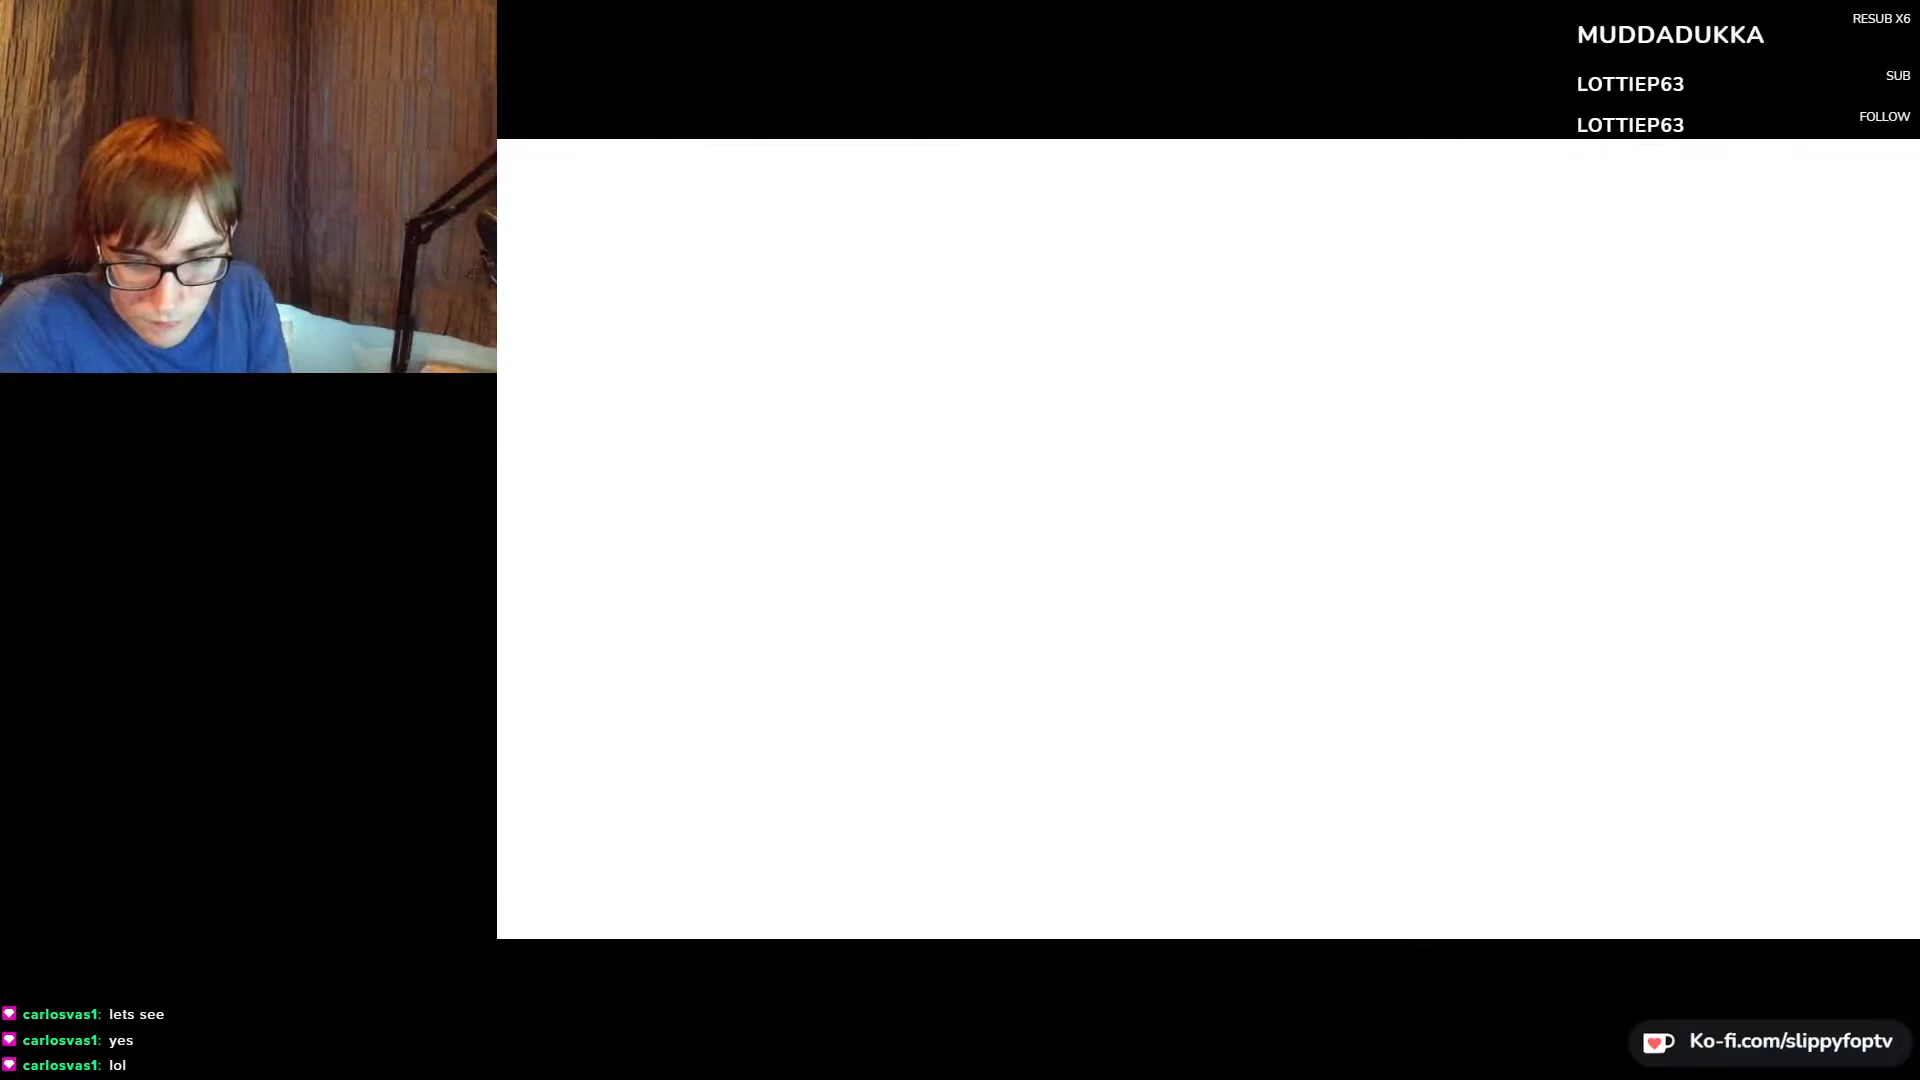 MUDDADUKKA RESUB X6
LOTTIEP63 SUB
LOTTIEP63 FOLLOW
carlosvas1: lets see
carlosvas1: yes
carlosvas1: lol
Ko-fi.com/slippyfoptv